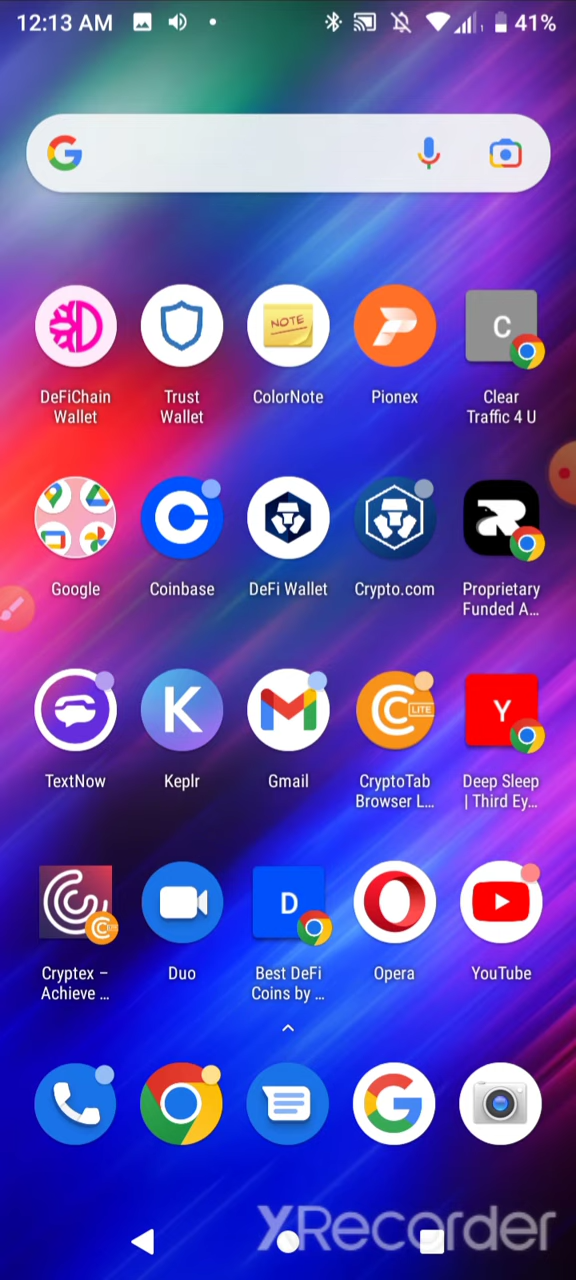 12:13 AM
41%
DeFiChain
Wallet
Trust
Wallet
NOTE
ColorNote
Pionex
C
Clear
Traffic 4 U
Google
Coinbase
DeFi Wallet
Crypto.com
Proprietary
Funded A…
TextNow
K
Keplr
Gmail
LITE
CryptoTab
Browser L…
Y
Deep Sleep
| Third Ey…
Cryptex –
Achieve …
Duo
D
Best DeFi
Coins by …
Opera
YouTube
XRecorder